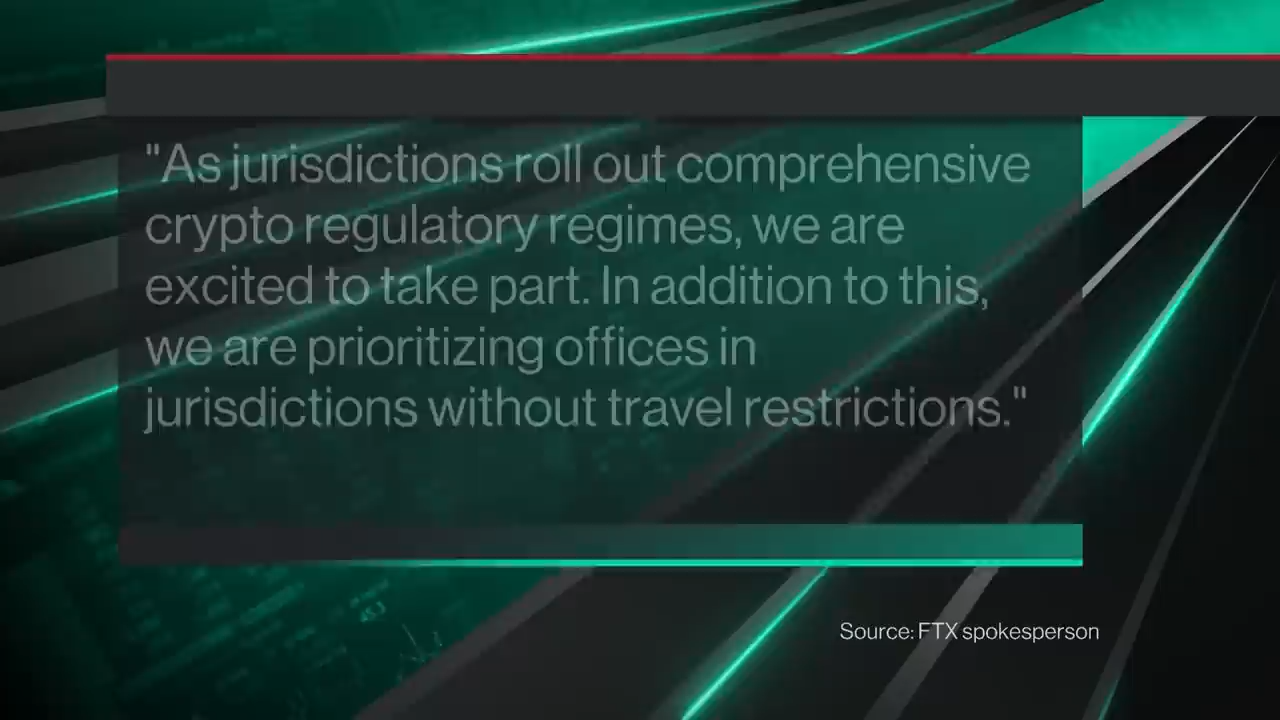 "As jurisdictions roll out comprehensive
crypto regulatory regimes, we are
excited to take part. In addition to this,
we are prioritizing offices in
jurisdictions without travel restrictions."
Source: FTX spokesperson